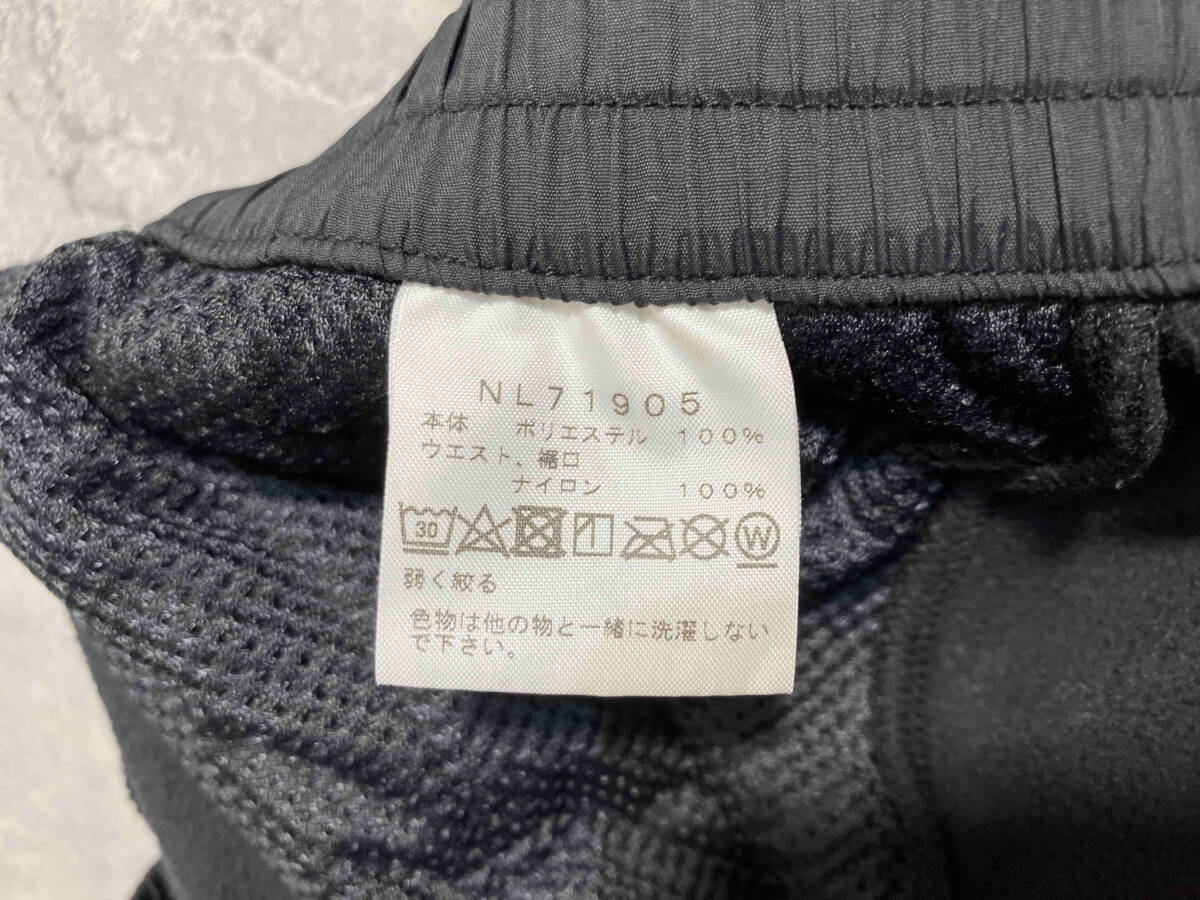 NL71905
本体 ポリエステル 100%
ウエスト、裾口
ナイロン 100%
30 W
弱く絞る
色物は他の物と一緒に洗濯しない
で下さい。